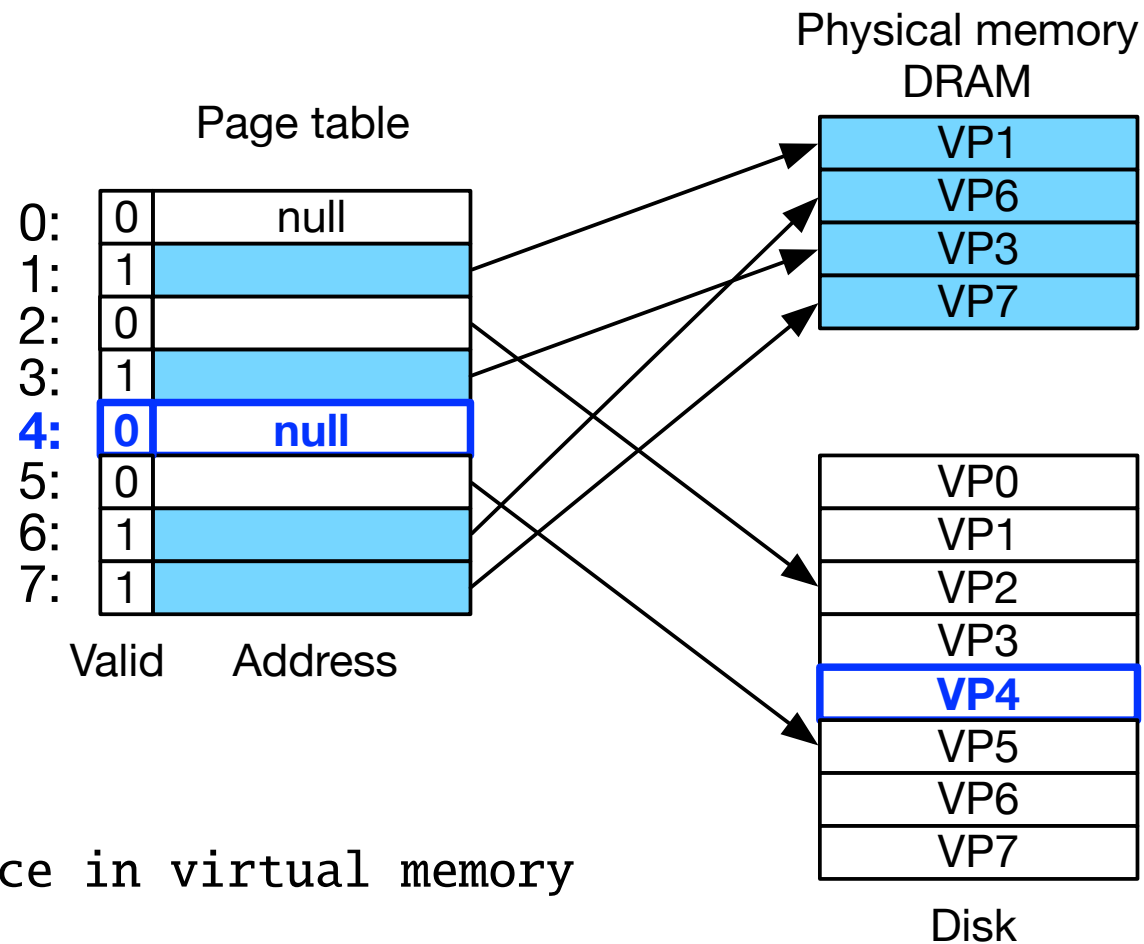 Physical memory
DRAM
Page table
0: 0 null
1: 1
2: 0
3: 1
4: 0 null
5: 0
6: 1
7: 1
Valid Address
VP1
VP6
VP3
VP7
VP0
VP1
VP2
VP3
VP4
VP5
VP6
VP7
Disk
ce in virtual memory